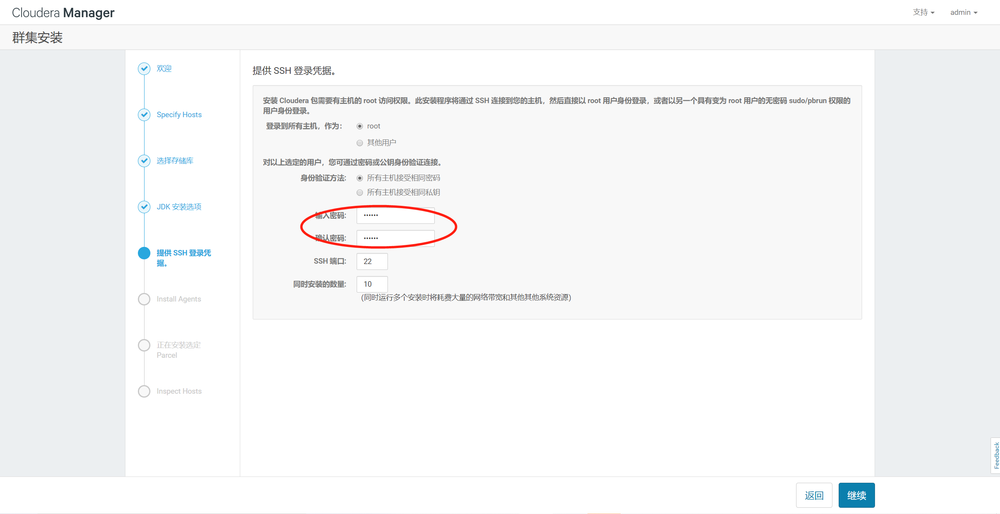 Cloudera Manager
支持
admin
群集安装
欢迎
Specify Hosts
选择存储库
JDK 安装选项
提供 SSH 登录凭
据。
Install Agents
正在安装选定
Parcel
Inspect Hosts
提供 SSH 登录凭据。
安装 Cloudera 包需要有主机的 root 访问权限。此安装程序将通过 SSH 连接到您的主机，然后直接以 root 用户身份登录，或者以另一个具有变为 root 用户的无密码 sudo/pbrun 权限的
用户身份登录。
登录到所有主机，作为：
root
其他用户
对以上选定的用户，您可通过密码或公钥身份验证连接。
身份验证方法:
所有主机接受相同密码
所有主机接受相同私钥
输入密码: ••••••
确认密码: ••••••
SSH 端口: 22
同时安装的数量: 10
(同时运行多个安装时将耗费大量的网络带宽和其他其他系统资源)
Feedback
返回
继续